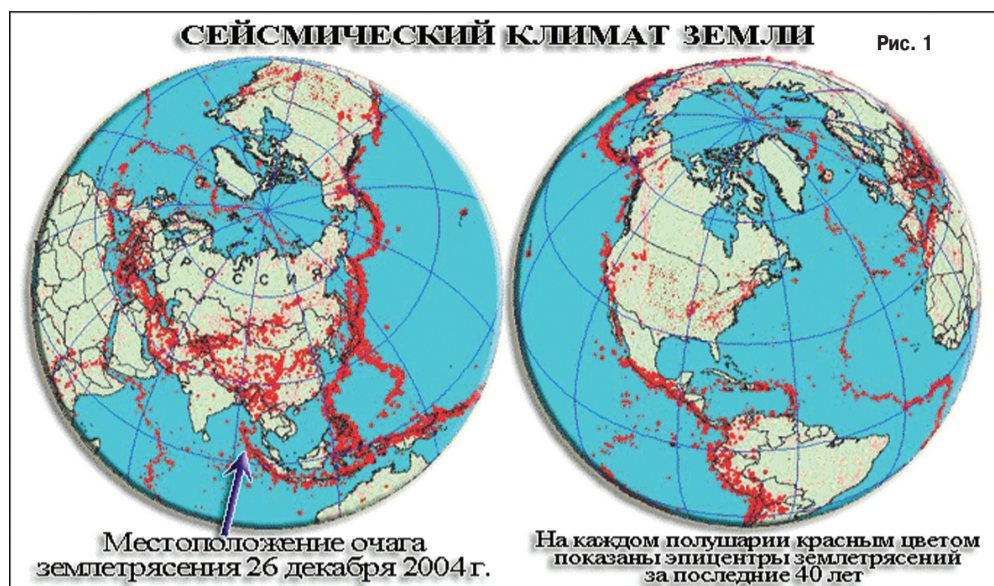 СЕЙСМИЧЕСКИЙ КЛИМАТ ЗЕМЛИ
Рис. 1
РОССИЯ
Местоположение очага
землетрясения 26 декабря 2004 г.
На каждом полушарии красным цветом
показаны эпицентры землетрясений
за последние 40 лет